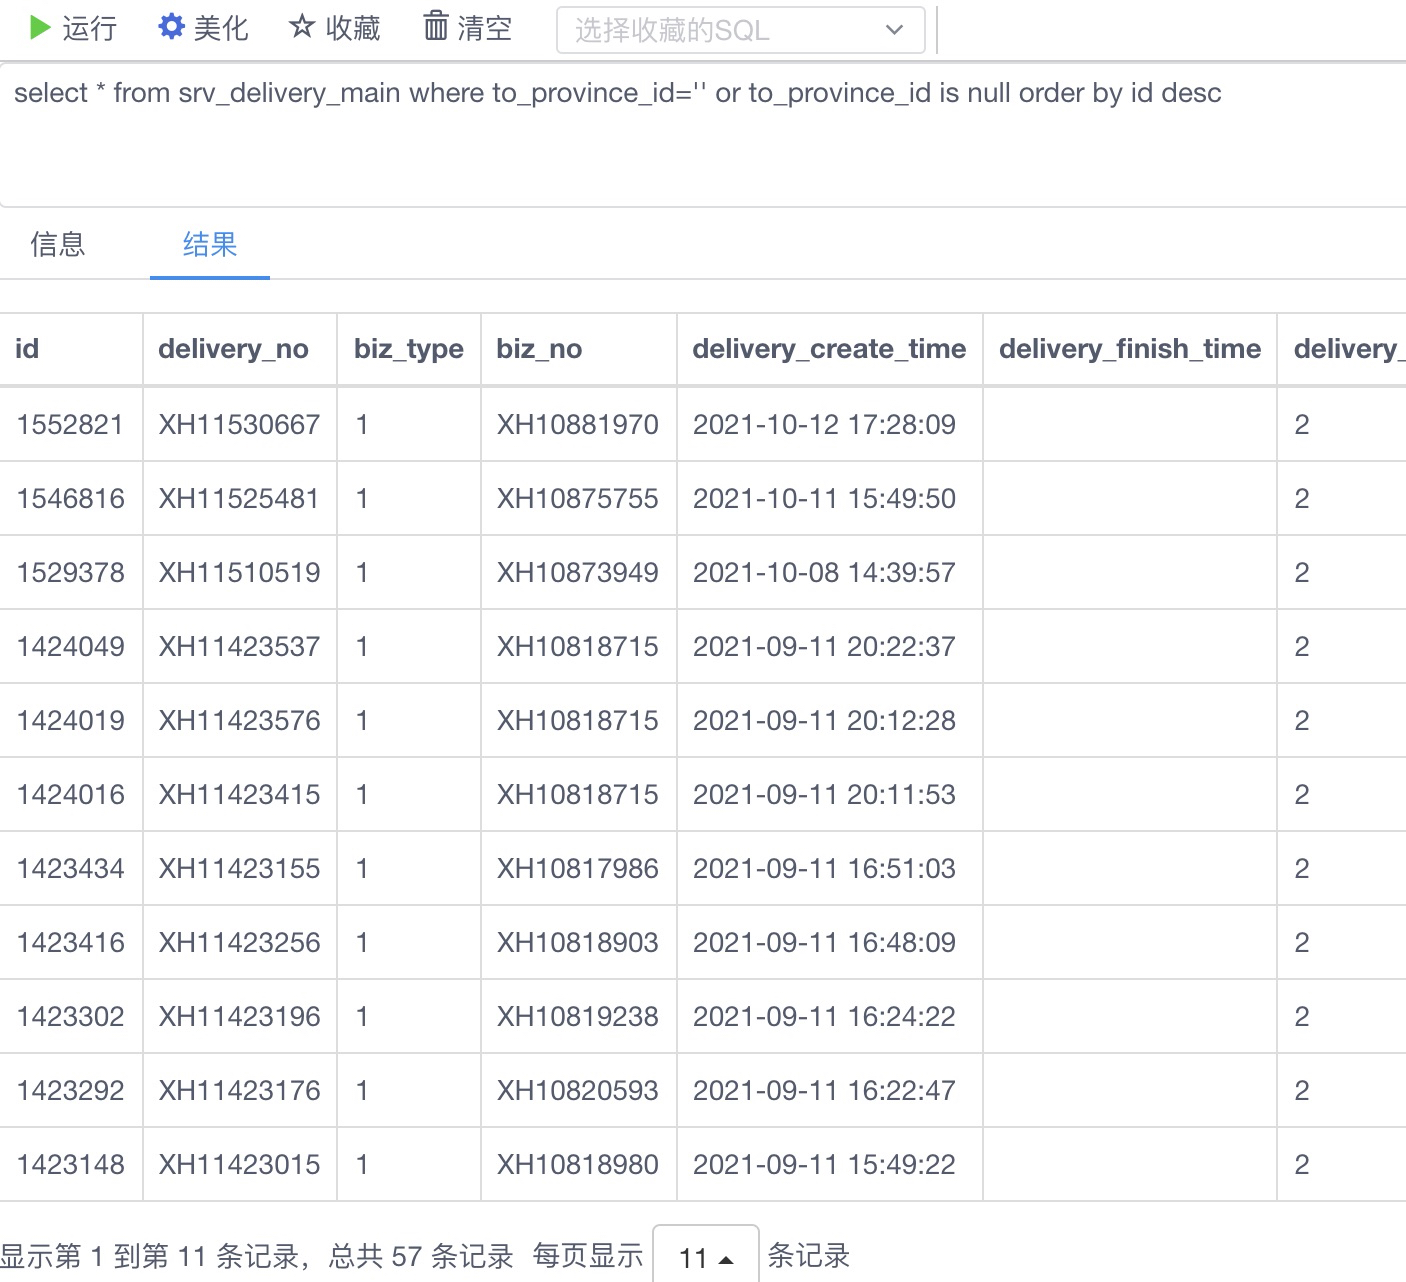 运行 美化 收藏 清空 选择收藏的SQL
select * from srv_delivery_main where to_province_id='' or to_province_id is null order by id desc
信息 结果
id delivery_no biz_type biz_no delivery_create_time delivery_finish_time delivery_
1552821 XH11530667 1 XH10881970 2021-10-12 17:28:09 2
1546816 XH11525481 1 XH10875755 2021-10-11 15:49:50 2
1529378 XH11510519 1 XH10873949 2021-10-08 14:39:57 2
1424049 XH11423537 1 XH10818715 2021-09-11 20:22:37 2
1424019 XH11423576 1 XH10818715 2021-09-11 20:12:28 2
1424016 XH11423415 1 XH10818715 2021-09-11 20:11:53 2
1423434 XH11423155 1 XH10817986 2021-09-11 16:51:03 2
1423416 XH11423256 1 XH10818903 2021-09-11 16:48:09 2
1423302 XH11423196 1 XH10819238 2021-09-11 16:24:22 2
1423292 XH11423176 1 XH10820593 2021-09-11 16:22:47 2
1423148 XH11423015 1 XH10818980 2021-09-11 15:49:22 2
显示第 1 到第 11 条记录，总共 57 条记录 每页显示 11 条记录